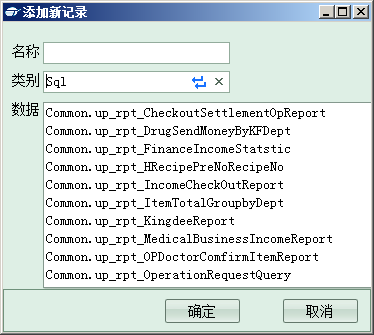 添加新记录
名称
类别 Sql
数据
Common.up_rpt_CheckoutSettlementOpReport
Common.up_rpt_DrugSendMoneyByKFDept
Common.up_rpt_FinanceIncomeStatstic
Common.up_rpt_HRecipePreNoRecipeNo
Common.up_rpt_IncomeCheckOutReport
Common.up_rpt_ItemTotalGroupbyDept
Common.up_rpt_KingdeeReport
Common.up_rpt_MedicalBusinessIncomeReport
Common.up_rpt_OPDoctorComfirmItemReport
Common.up_rpt_OperationRequestQuery
确定 取消